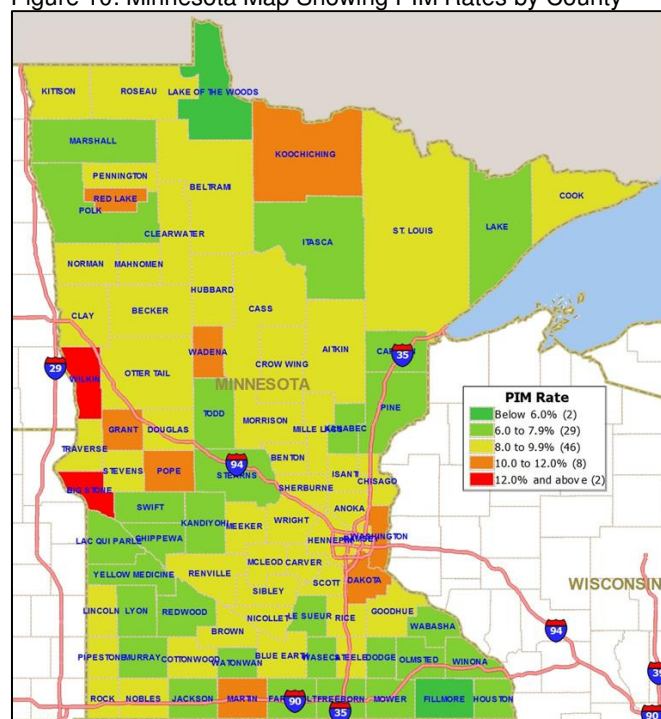 Figure 10. Minnesota Map Showing PIM Rates by County
KITTSON
ROSEAU
LAKE OF THE WOODS
MARSHALL
KOOCHICHING
PENNINGTON
RED LAKE
BELTRAMI
COOK
POLK
ST. LOUIS
LAKE
CLEARWATER
ITASCA
NORMAN
MAHNOMEN
HUBBARD
CASS
CLAY
BECKER
AITKIN
WADENA
35
CROW WING
29
WILKIN
OTTER TAIL
MINNESOTA
PINE
TODD
GRANT
DOUGLAS
MORRISON
MILLE LACS
TRAVERSE
BENTON
STEVENS
POPE
94
STEARNS
ISANTI
BIG STONE
SHERBURNE
CHISAGO
SWIFT
ANOKA
KANDIYOHI
MEEKER
WRIGHT
WASHINGTON
HENNEPIN
LAC QUI PARLE
CHIPPEWA
MCLEOD
CARVER
YELLOW MEDICINE
RENVILLE
SCOTT
DAKOTA
SIBLEY
LINCOLN
LYON
REDWOOD
NICOLLET
LE SUEUR
RICE
GOODHUE
WABASHA
BROWN
PIPESTONE
MURRAY
COTTONWOOD
WATONWAN
BLUE EARTH
WASECA
STEELE
DODGE
OLMSTED
WINONA
ROCK
NOBLES
JACKSON
MARTIN
90
FREEBORN
MOWER
FILLMORE
HOUSTON
35
PIM Rate
Below 6.0% (2)
6.0 to 7.9% (29)
8.0 to 9.9% (46)
10.0 to 12.0% (8)
12.0% and above (2)
WISCONSIN
94
90